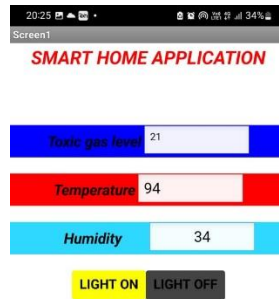 20:25 34%
Screen1
SMART HOME APPLICATION
Toxic gas level 21
Temperature 94
Humidity 34
LIGHT ON LIGHT OFF